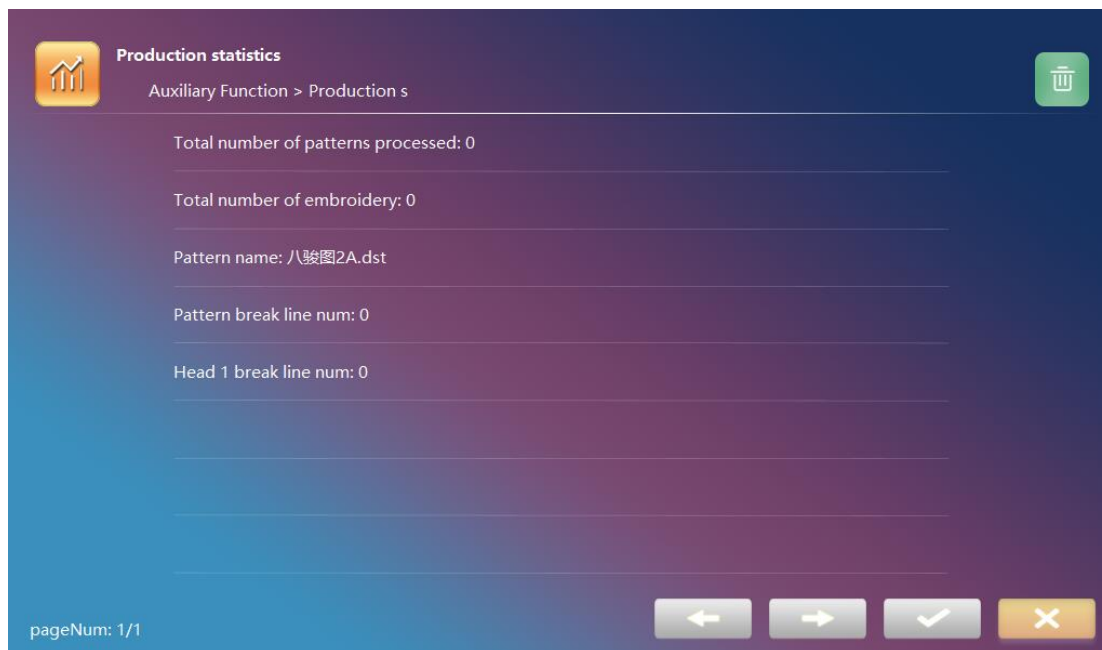 Production statistics
Auxiliary Function > Production s
Total number of patterns processed: 0
Total number of embroidery: 0
Pattern name: 八骏图2A.dst
Pattern break line num: 0
Head 1 break line num: 0
pageNum: 1/1